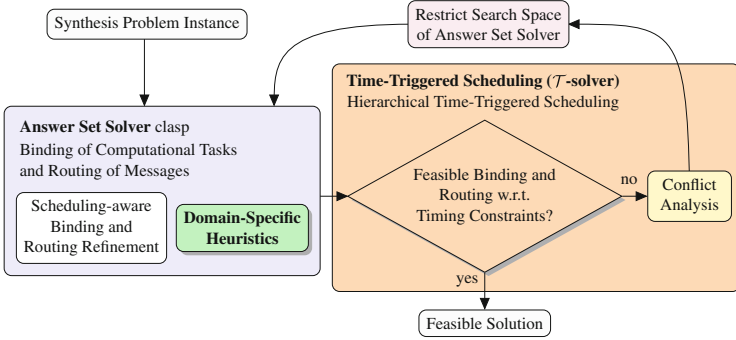 Synthesis Problem Instance
Restrict Search Space
of Answer Set Solver
Time-Triggered Scheduling (𝒯-solver)
Hierarchical Time-Triggered Scheduling
Answer Set Solver clasp
Binding of Computational Tasks
and Routing of Messages
Scheduling-aware
Binding and
Routing Refinement
Domain-Specific
Heuristics
Feasible Binding and
Routing w.r.t.
Timing Constraints?
no
Conflict
Analysis
yes
Feasible Solution